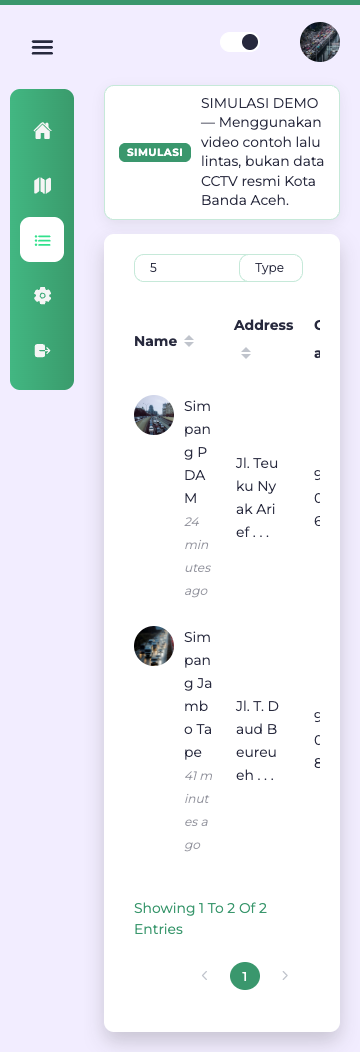 SIMULASI
SIMULASI DEMO
— Menggunakan
video contoh lalu
lintas, bukan data
CCTV resmi Kota
Banda Aceh.
5
Type
Name
Address
Sim
pan
g P
DA
M
24
min
utes
ago
Jl. Teu
ku Ny
ak Ari
ef . . .
Sim
pan
g Ja
mb
o Ta
pe
41 m
inut
es a
go
Jl. T. D
aud B
eureu
eh . . .
Showing 1 To 2 Of 2
Entries
1